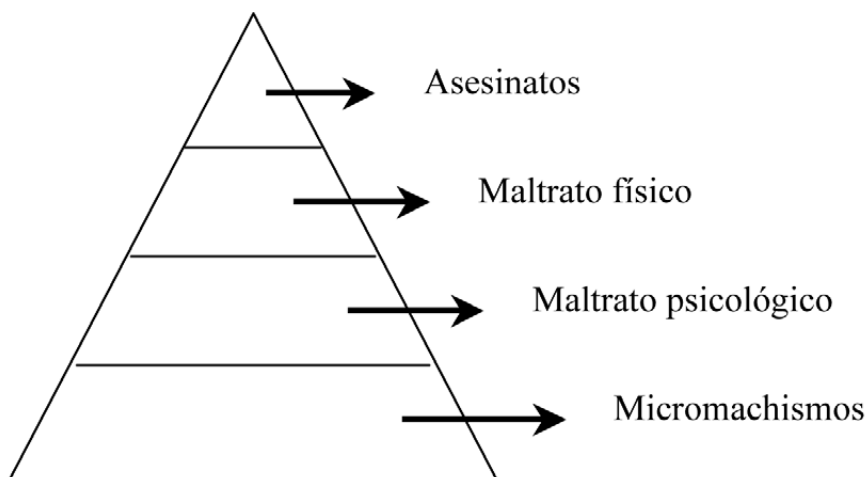 Asesinatos
Maltrato físico
Maltrato psicológico
Micromachismos